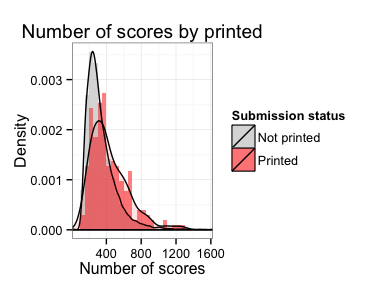 Number of scores by printed
Density
0.003
0.002
0.001
0.000
400 800 1200 1600
Number of scores
Submission status
Not printed
Printed